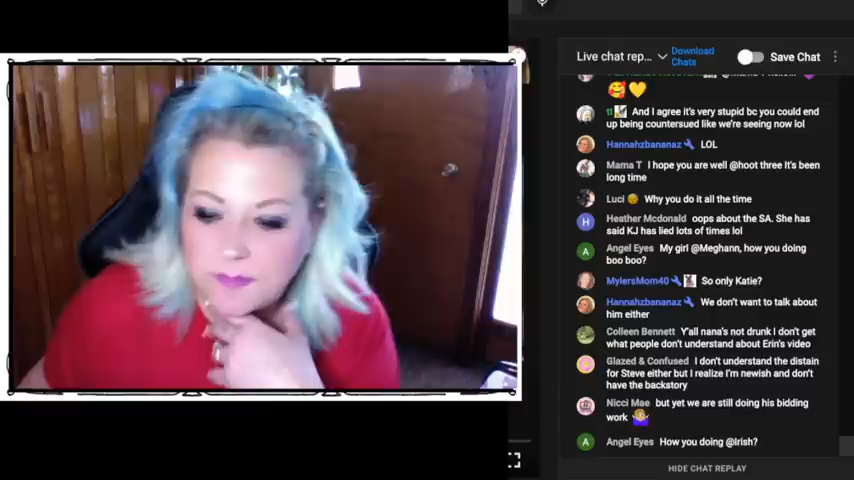 Live chat rep...
Download
Chats
Save Chat
tt And I agree it's very stupid bc you could end
up being countersued like we're seeing now lol
Hannahzbananaz LOL
Mama T I hope you are well @hoot three it's been
long time
Luci Why you do it all the time
Heather Mcdonald oops about the SA. She has
said KJ has lied lots of times lol
Angel Eyes My girl @Meghann, how you doing
boo boo?
MylersMom40 So only Katie?
Hannahzbananaz We don't want to talk about
him either
Colleen Bennett Y'all nana's not drunk I don't get
what people don't understand about Erin's video
Glazed & Confused I don't understand the distain
for Steve either but I realize I'm newish and don't
have the backstory
Nicci Mae but yet we are still doing his bidding
work
Angel Eyes How you doing @Irish?
HIDE CHAT REPLAY